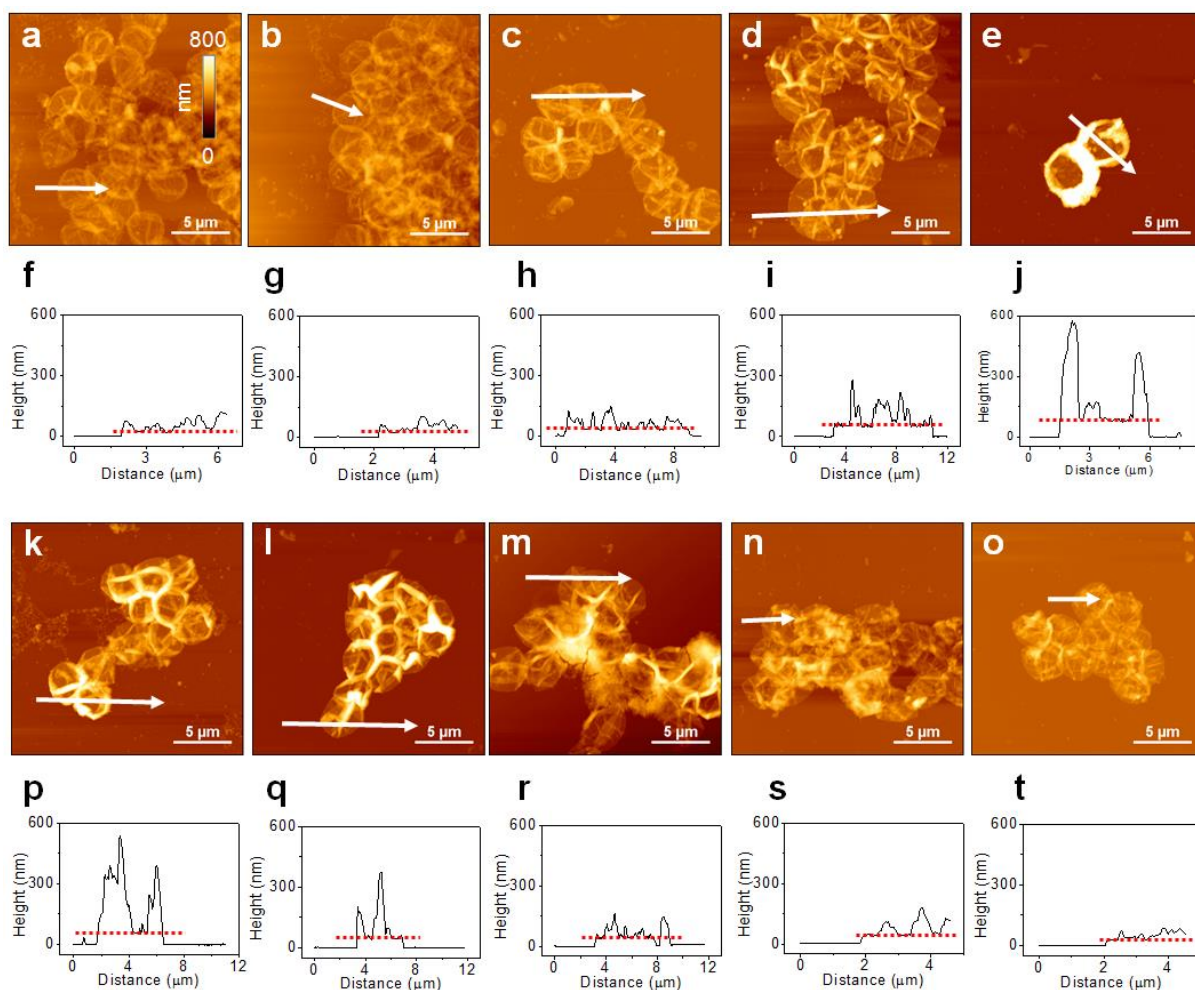 a b c d e
800
nm
0
5 µm 5 µm 5 µm 5 µm 5 µm
f g h i j
600 600 600 600 600
Height (nm) Height (nm) Height (nm) Height (nm) Height (nm)
300 300 300 300 300
0 0 0 0 0
0 2 4 6 0 2 4 0 2 4 6 8 0 4 8 12 0 3 6
Distance (µm) Distance (µm) Distance (µm) Distance (µm) Distance (µm)
k l m n o
5 µm 5 µm 5 µm 5 µm 5 µm
p q r s t
600 600 600 600 600
Height (nm) Height (nm) Height (nm) Height (nm) Height (nm)
300 300 300 300 300
0 0 0 0 0
0 4 8 12 0 4 8 12 0 4 8 12 0 2 4 0 2 4
Distance (µm) Distance (µm) Distance (µm) Distance (µm) Distance (µm)